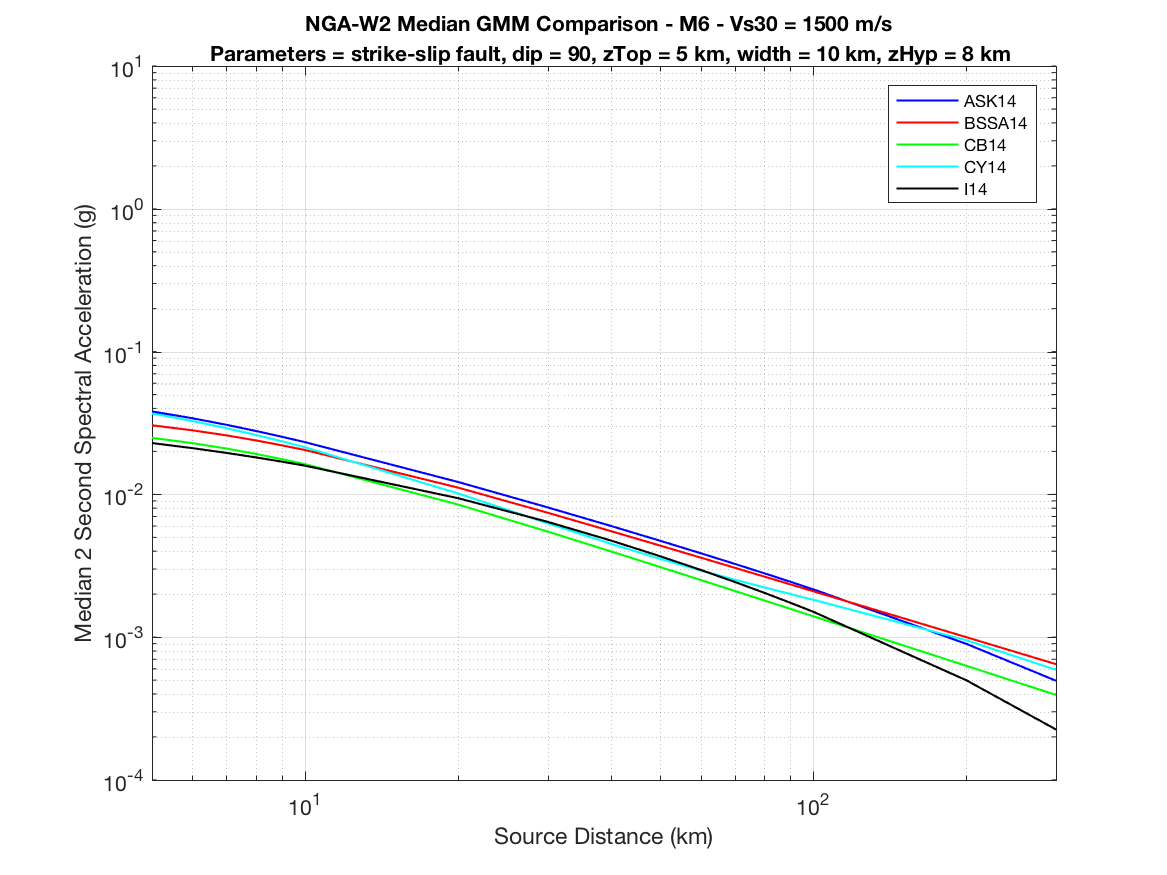 NGA-W2 Median GMM Comparison - M6 - Vs30 = 1500 m/s
Parameters = strike-slip fault, dip = 90, zTop = 5 km, width = 10 km, zHyp = 8 km
10^1
10^0
10^-1
10^-2
10^-3
10^-4
Median 2 Second Spectral Acceleration (g)
ASK14
BSSA14
CB14
CY14
I14
10^1
10^2
Source Distance (km)